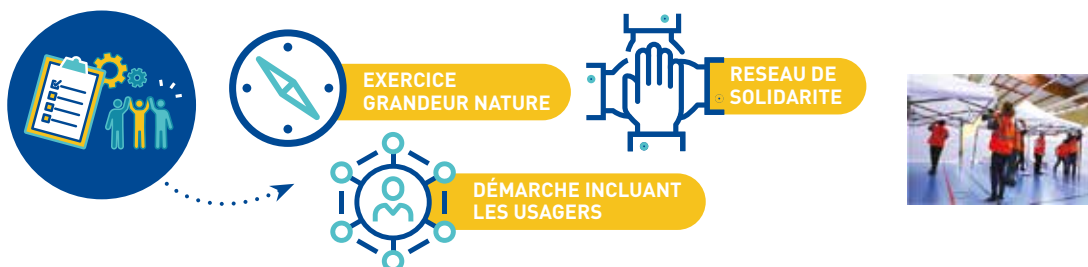 EXERCICE
GRANDEUR NATURE
RESEAU DE
SOLIDARITE
DÉMARCHE INCLUANT
LES USAGERS